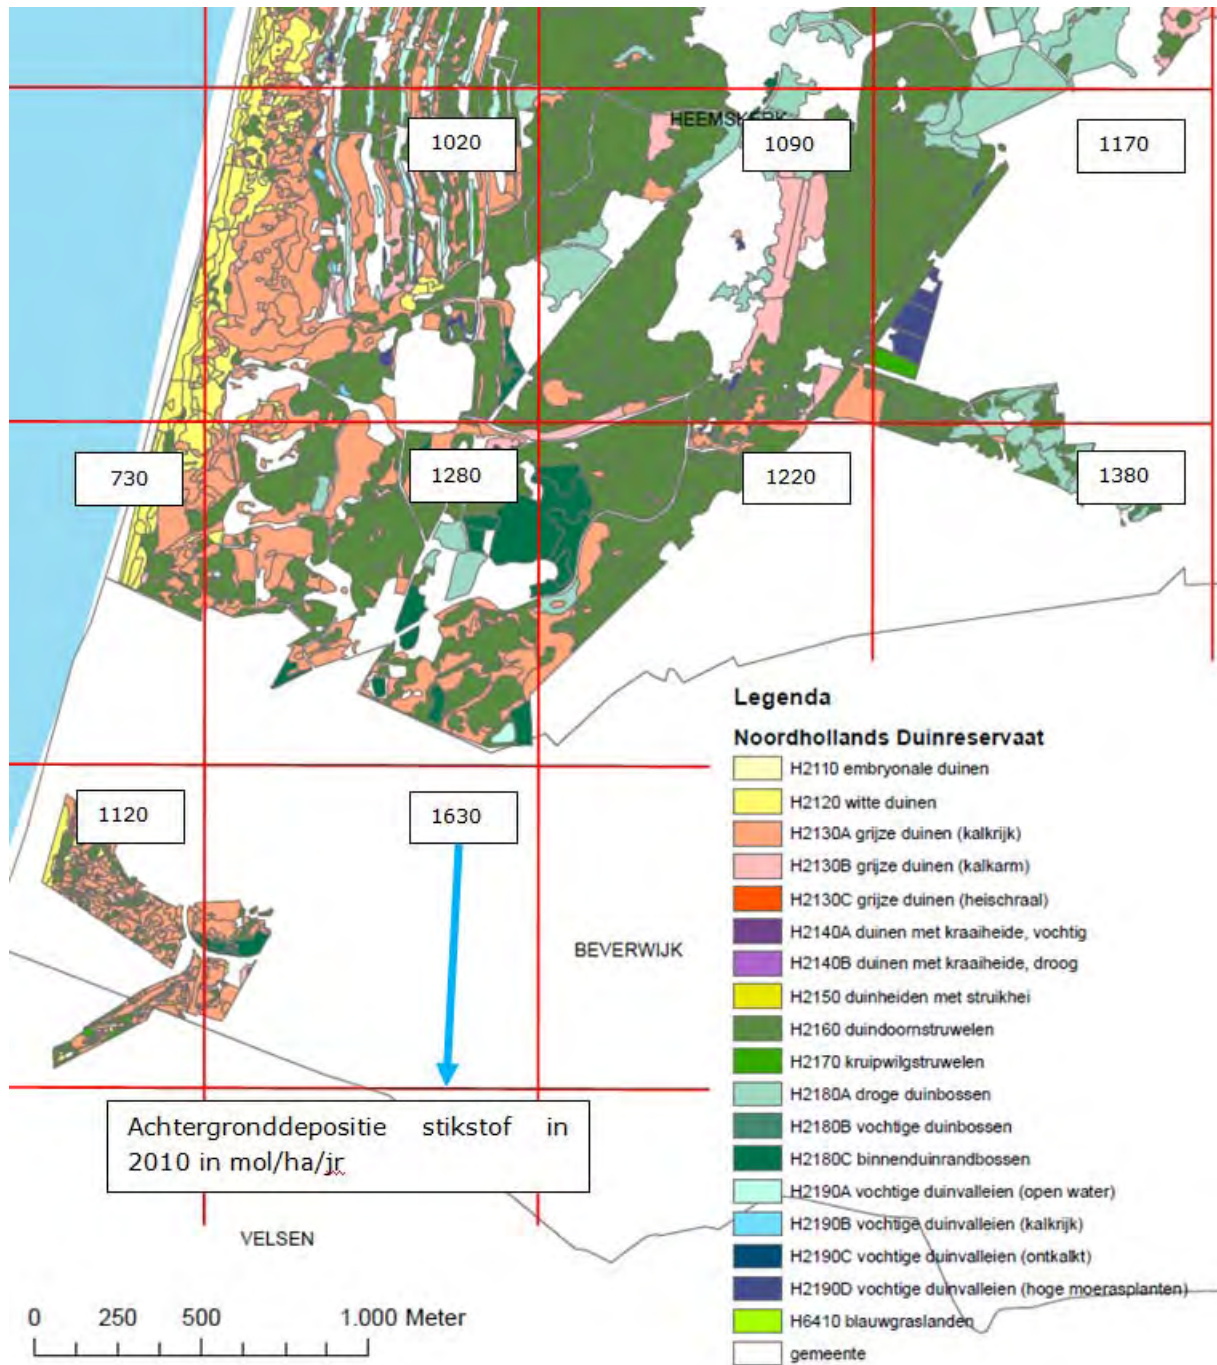 HEEMSKERK
1020
1090
1170
730
1280
1220
1380
1120
1630
BEVERWIJK
Achtergronddepositie stikstof in
2010 in mol/ha/jr
VELSEN
0 250 500 1.000 Meter
Legenda
Noordhollands Duinreservaat
H2110 embryonale duinen
H2120 witte duinen
H2130A grijze duinen (kalkrijk)
H2130B grijze duinen (kalkarm)
H2130C grijze duinen (heischraal)
H2140A duinen met kraaiheide, vochtig
H2140B duinen met kraaiheide, droog
H2150 duinheiden met struikhei
H2160 duindoornstruwelen
H2170 kruipwilgstruwelen
H2180A droge duinbossen
H2180B vochtige duinbossen
H2180C binnenduinrandbossen
H2190A vochtige duinvalleien (open water)
H2190B vochtige duinvalleien (kalkrijk)
H2190C vochtige duinvalleien (ontkalkt)
H2190D vochtige duinvalleien (hoge moerasplanten)
H6410 blauwgraslanden
gemeente